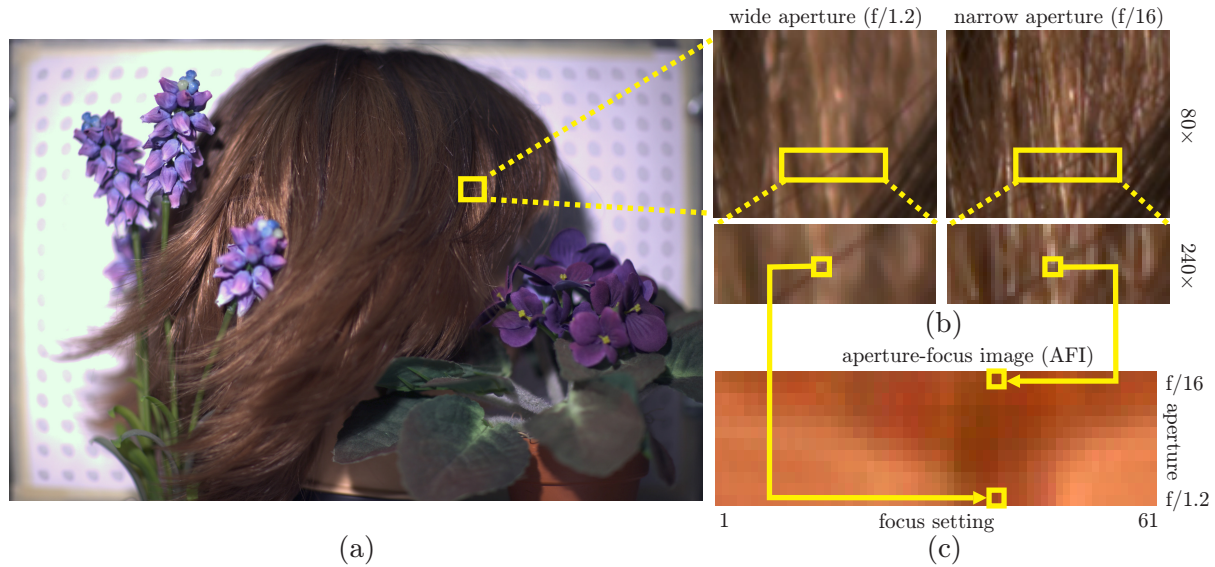 wide aperture (f/1.2)
narrow aperture (f/16)
80×
240×
(b)
aperture-focus image (AFI)
f/16
aperture
f/1.2
1
focus setting
61
(a)
(c)